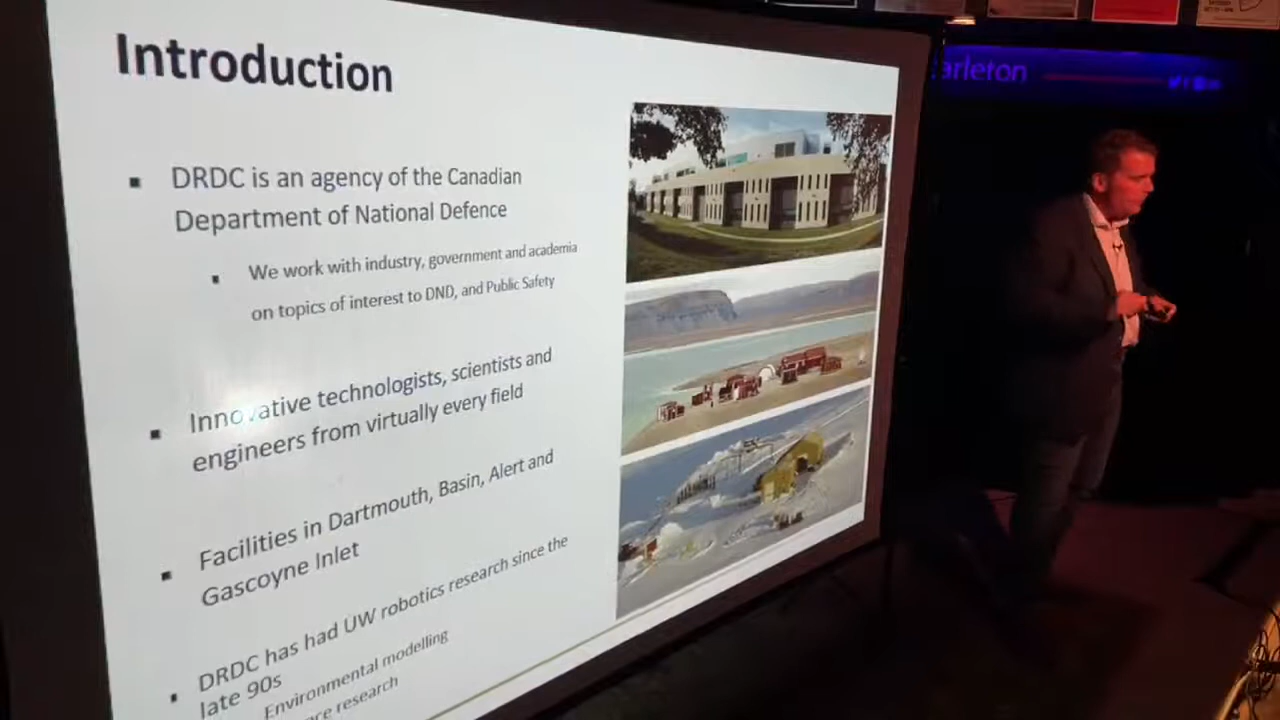 Introduction
DRDC is an agency of the Canadian
Department of National Defence
We work with industry, government and academia
on topics of interest to DND, and Public Safety
Innovative technologists, scientists and
engineers from virtually every field
Facilities in Dartmouth, Basin, Alert and
Gascoyne Inlet
DRDC has had UW robotics research since the
late 90s
Environmental modelling
research
arleton